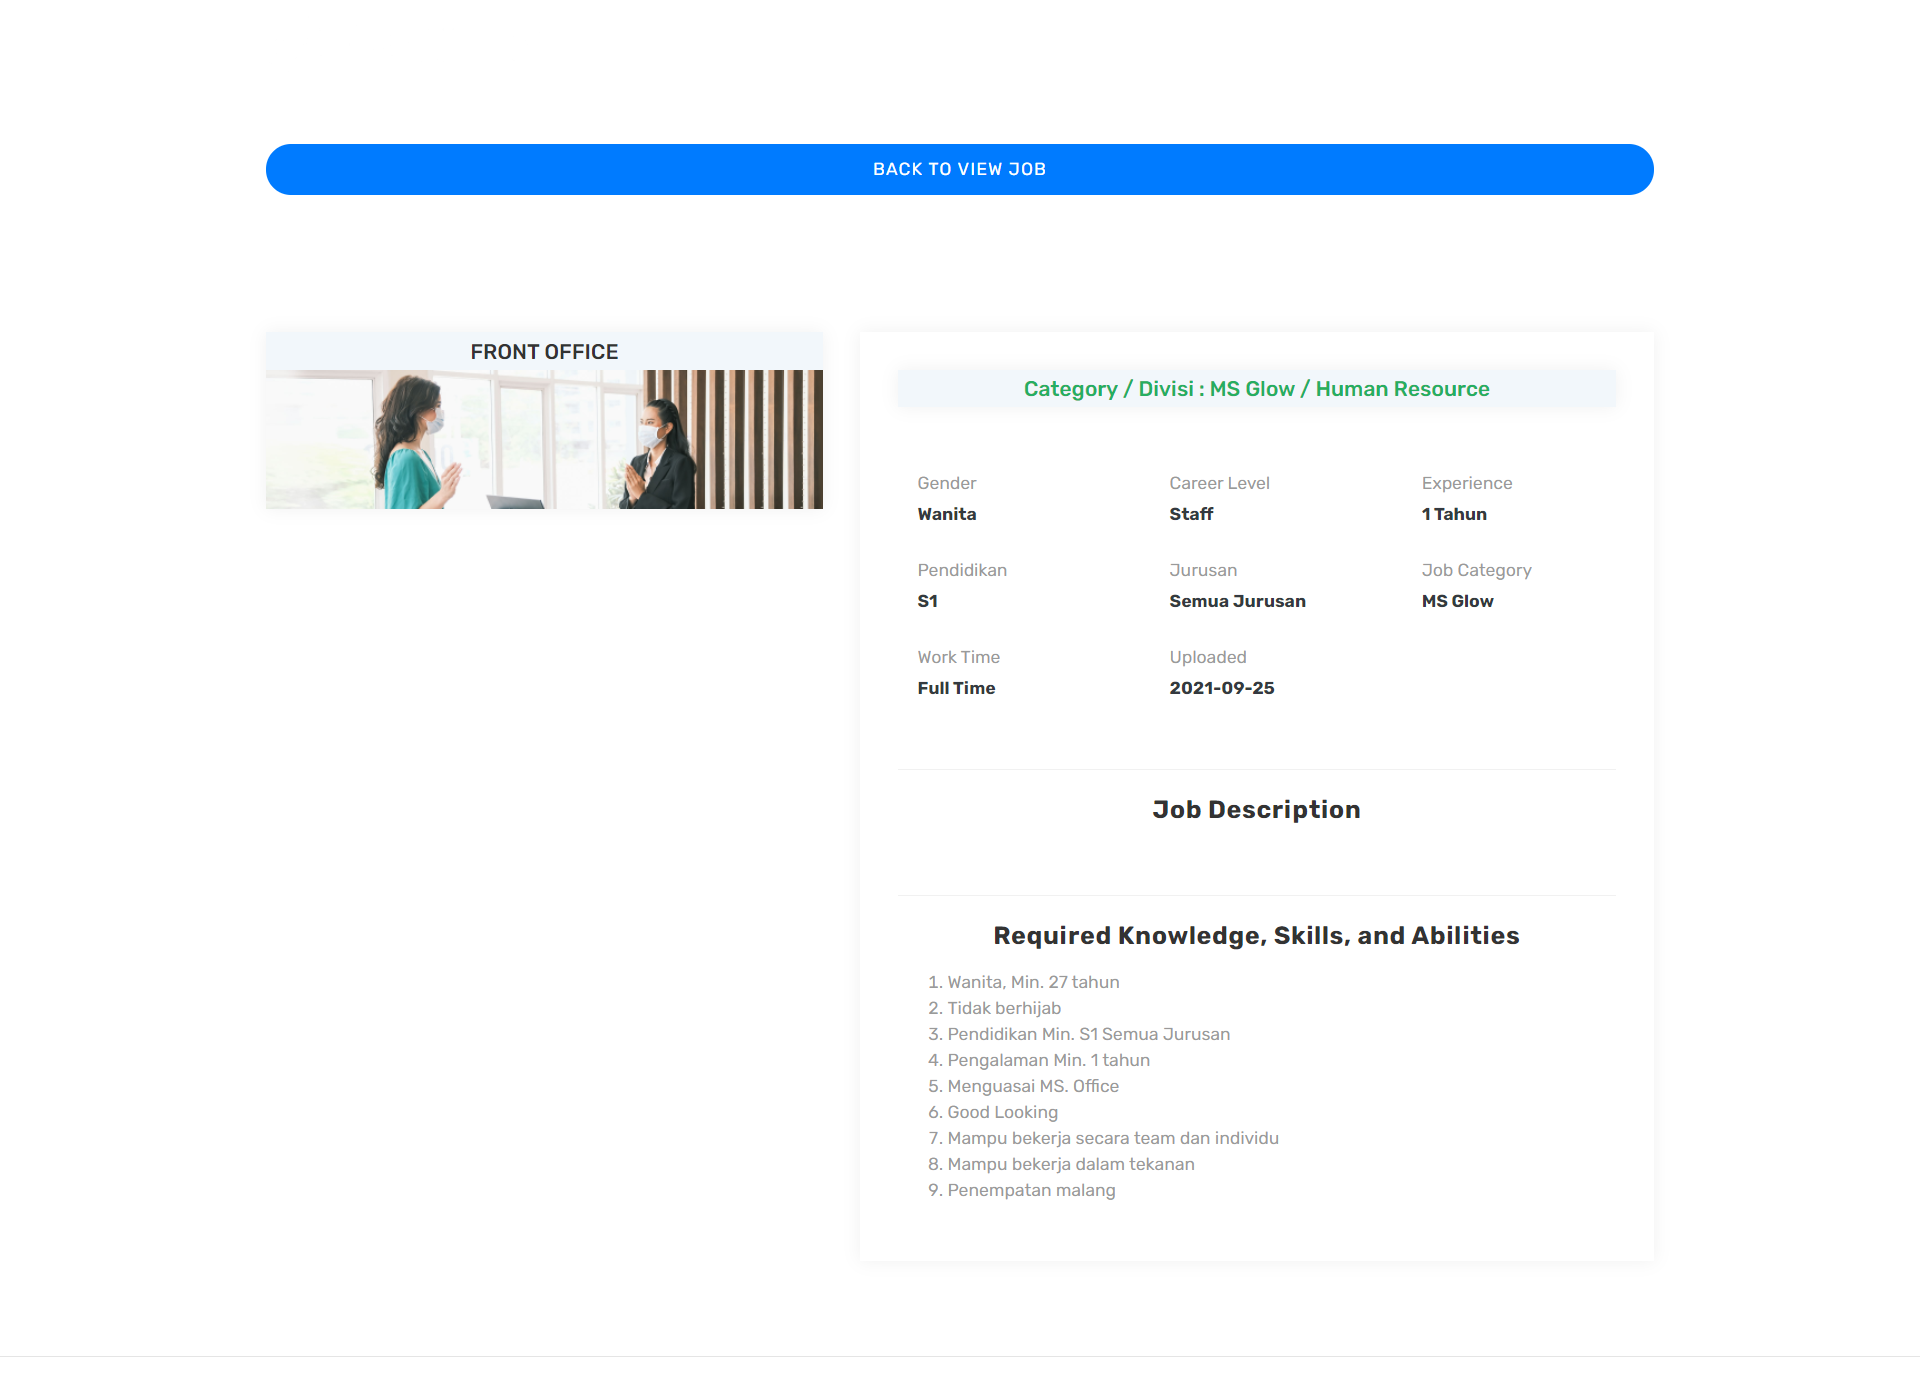 BACK TO VIEW JOB
FRONT OFFICE
Category / Divisi : MS Glow / Human Resource
Gender
Wanita
Career Level
Staff
Experience
1 Tahun
Pendidikan
S1
Jurusan
Semua Jurusan
Job Category
MS Glow
Work Time
Full Time
Uploaded
2021-09-25
Job Description
Required Knowledge, Skills, and Abilities
1. Wanita, Min. 27 tahun
2. Tidak berhijab
3. Pendidikan Min. S1 Semua Jurusan
4. Pengalaman Min. 1 tahun
5. Menguasai MS. Office
6. Good Looking
7. Mampu bekerja secara team dan individu
8. Mampu bekerja dalam tekanan
9. Penempatan malang